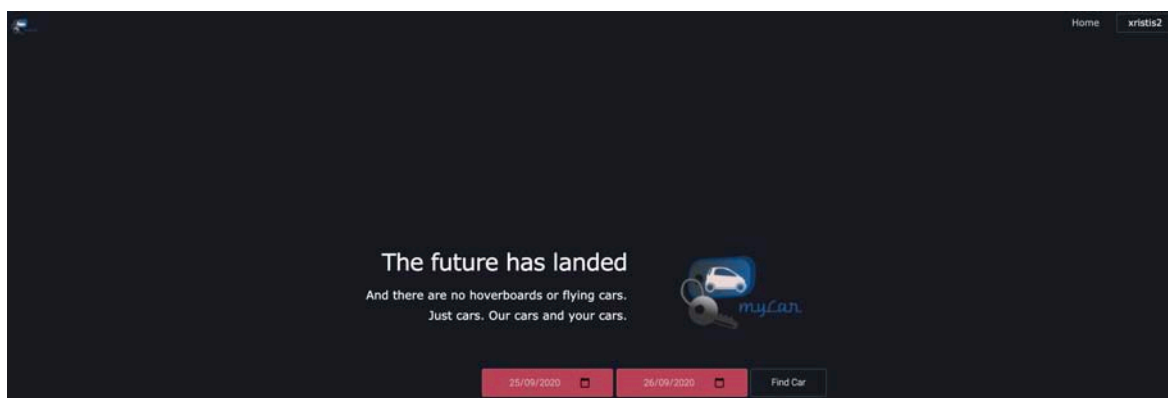 Home xristis2
The future has landed
And there are no hoverboards or flying cars.
Just cars. Our cars and your cars.
myCar
25/09/2020 26/09/2020 Find Car